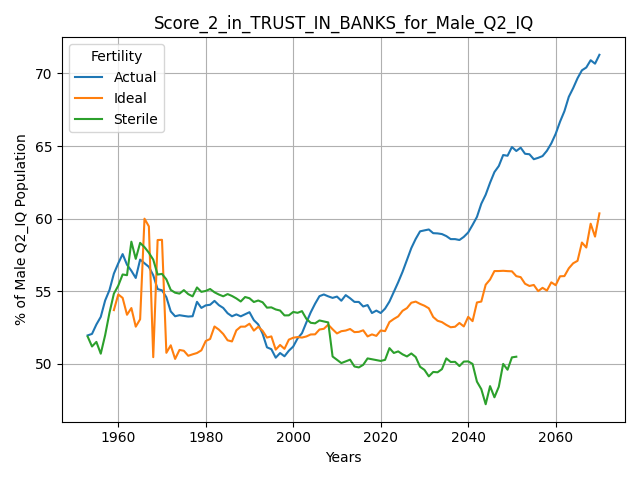 Score_2_in_TRUST_IN_BANKS_for_Male_Q2_IQ
Fertility
Actual
Ideal
Sterile
% of Male Q2_IQ Population
70
65
60
55
50
1960
1980
2000
2020
2040
2060
Years